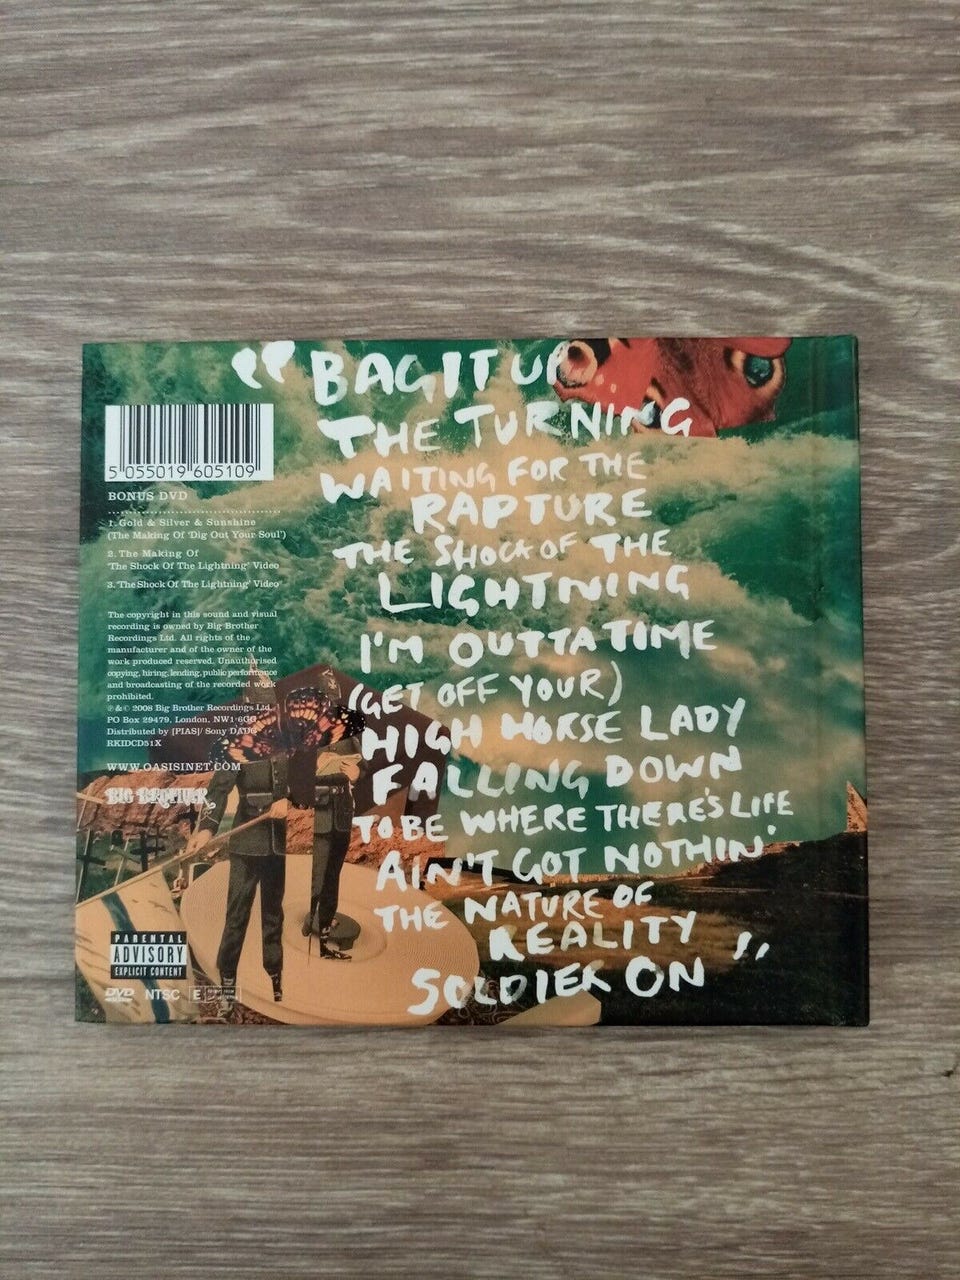 “BAG IT UP
THE TURNING
WAITING FOR THE
RAPTURE
THE SHOCK OF THE
LIGHTNING
I'M OUTTA TIME
(GET OFF YOUR)
HIGH HORSE LADY
FALLING DOWN
TO BE WHERE THERE'S LIFE
AIN'T GOT NOTHIN'
THE NATURE OF
REALITY
SOLDIER ON”
5 055019 605109
BONUS DVD
1. Gold & Silver & Sunshine
(The Making Of 'Dig Out Your Soul')
2. The Making Of
'The Shock Of The Lightning' Video
3. 'The Shock Of The Lightning' Video
The copyright in this sound and visual
recording is owned by Big Brother
Recordings Ltd. All rights of the
manufacturer and of the owner of the
work produced reserved. Unauthorised
copying, hiring, lending, public performance
and broadcasting of the recorded work
prohibited.
℗ & © 2008 Big Brother Recordings Ltd.
PO Box 29479, London, NW1 6GG
Distributed by [PIAS]/ Sony DADC
RKIDCD51X
WWW.OASISINET.COM
BIG BROTHER
PARENTAL
ADVISORY
EXPLICIT CONTENT
DVD NTSC E